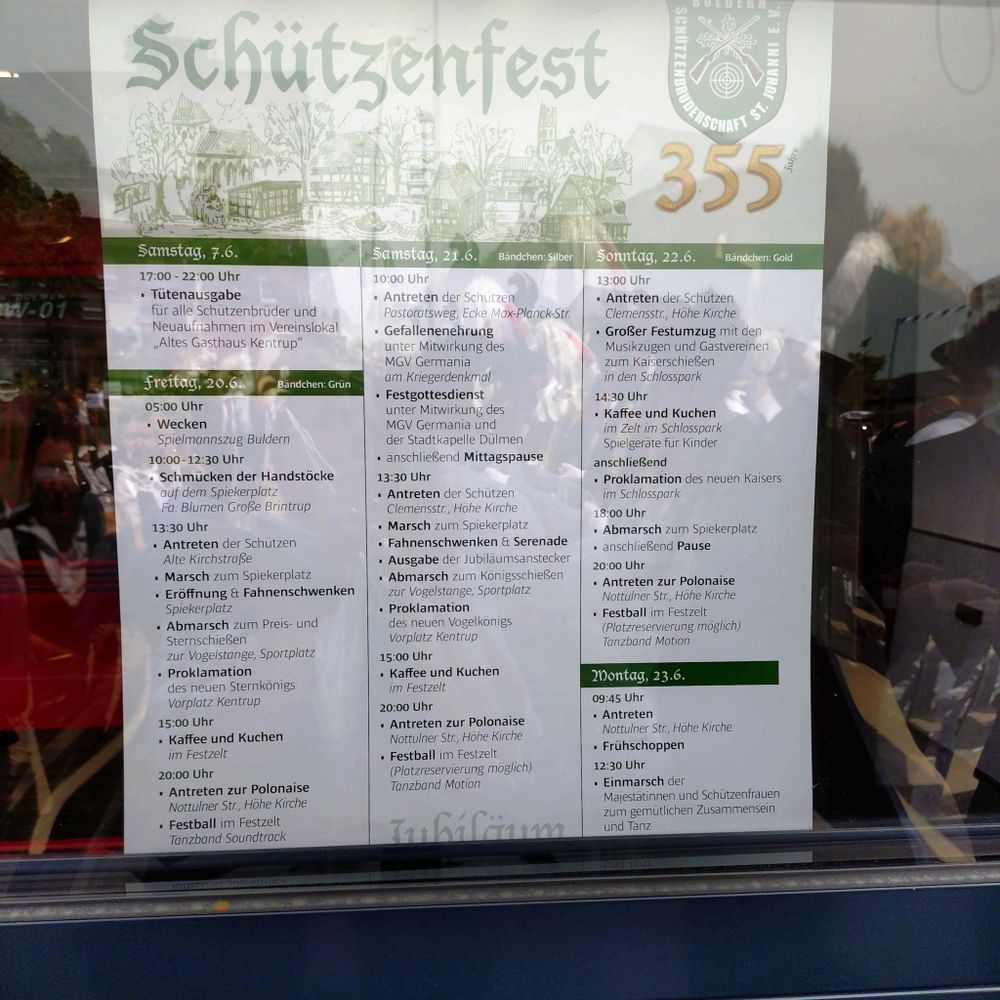 Schützenfest
BULDERN
SCHÜTZENBRÜDERSCHAFT ST. JOHANNI E.V.
355
Jahre
Samstag, 7.6.
17:00 - 22:00 Uhr
▪ Tütenausgabe
für alle Schützenbrüder und
Neuaufnahmen im Vereinslokal
„Altes Gasthaus Kentrup“
Freitag, 20.6. Bändchen: Grün
05:00 Uhr
▪ Wecken
Spielmannszug Buldern
10:00 - 12:30 Uhr
▪ Schmücken der Handstöcke
auf dem Spiekerplatz
Fa. Blumen Große Brintrup
13:30 Uhr
▪ Antreten der Schützen
Alte Kirchstraße
▪ Marsch zum Spiekerplatz
▪ Eröffnung & Fahnenschwenken
Spiekerplatz
▪ Abmarsch zum Preis- und
Sternschießen
zur Vogelstange, Sportplatz
▪ Proklamation
des neuen Sternkönigs
Vorplatz Kentrup
15:00 Uhr
▪ Kaffee und Kuchen
im Festzelt
20:00 Uhr
▪ Antreten zur Polonaise
Nottulner Str., Höhe Kirche
▪ Festball im Festzelt
Tanzband Soundtrack
Samstag, 21.6. Bändchen: Silber
10:00 Uhr
▪ Antreten der Schützen
Pastoratsweg, Ecke Max-Planck-Str.
▪ Gefallenenehrung
unter Mitwirkung des
MGV Germania
am Kriegerdenkmal
▪ Festgottesdienst
unter Mitwirkung des
MGV Germania und
der Stadtkapelle Dülmen
▪ anschließend Mittagspause
13:30 Uhr
▪ Antreten der Schützen
Clemensstr., Höhe Kirche
▪ Marsch zum Spiekerplatz
▪ Fahnenschwenken & Serenade
▪ Ausgabe der Jubiläumsanstecker
▪ Abmarsch zum Königsschießen
zur Vogelstange, Sportplatz
▪ Proklamation
des neuen Vogelkönigs
Vorplatz Kentrup
15:00 Uhr
▪ Kaffee und Kuchen
im Festzelt
20:00 Uhr
▪ Antreten zur Polonaise
Nottulner Str., Höhe Kirche
▪ Festball im Festzelt
(Platzreservierung möglich)
Tanzband Motion
Jubiläum
Sonntag, 22.6. Bändchen: Gold
13:00 Uhr
▪ Antreten der Schützen
Clemensstr., Höhe Kirche
▪ Großer Festumzug mit den
Musikzügen und Gastvereinen
zum Kaiserschießen
in den Schlosspark
14:30 Uhr
▪ Kaffee und Kuchen
im Zelt im Schlosspark
Spielgeräte für Kinder
anschließend
▪ Proklamation des neuen Kaisers
im Schlosspark
18:00 Uhr
▪ Abmarsch zum Spiekerplatz
▪ anschließend Pause
20:00 Uhr
▪ Antreten zur Polonaise
Nottulner Str., Höhe Kirche
▪ Festball im Festzelt
(Platzreservierung möglich)
Tanzband Motion
Montag, 23.6.
09:45 Uhr
▪ Antreten
Nottulner Str., Höhe Kirche
▪ Frühschoppen
12:30 Uhr
▪ Einmarsch der
Majestätinnen und Schützenfrauen
zum gemütlichen Zusammensein
und Tanz